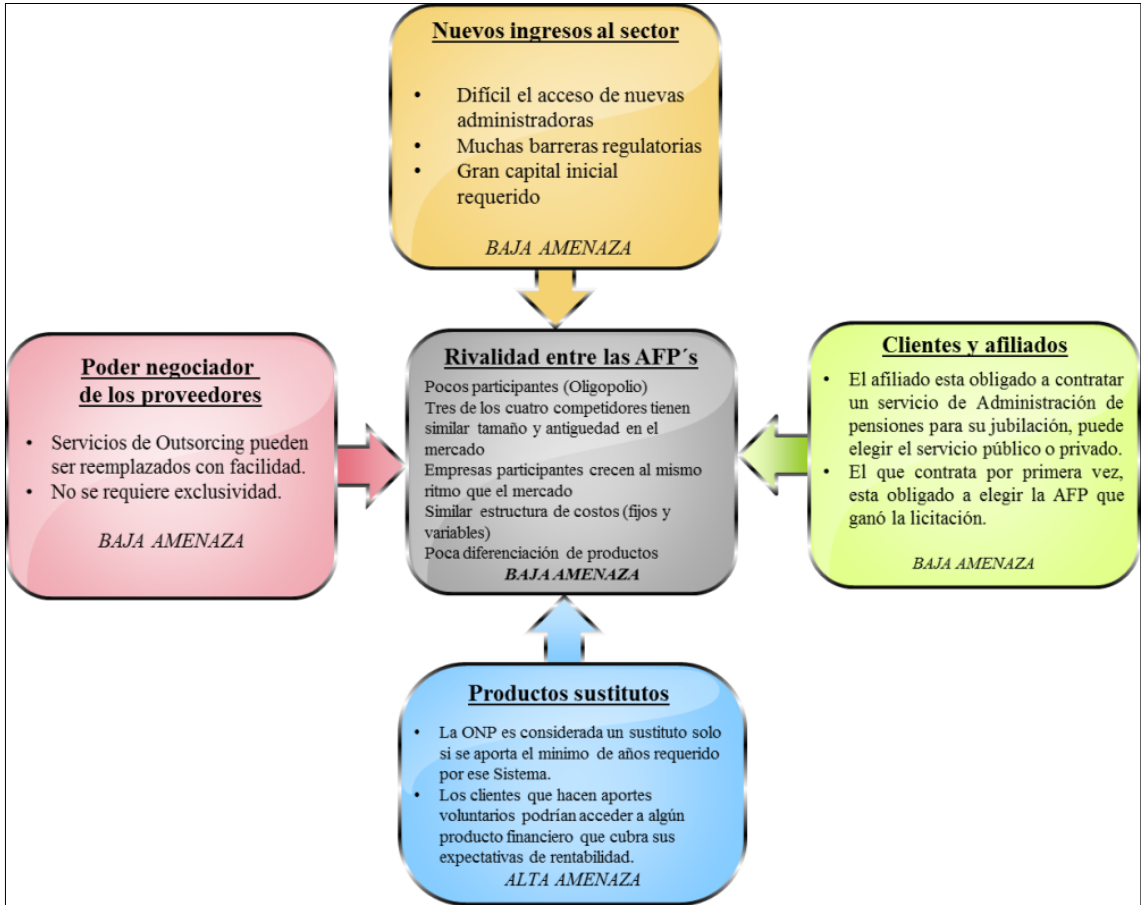 Nuevos ingresos al sector
• Difícil el acceso de nuevas
administradoras
• Muchas barreras regulatorias
• Gran capital inicial
requerido
BAJA AMENAZA
Poder negociador
de los proveedores
• Servicios de Outsorcing pueden
ser reemplazados con facilidad.
• No se requiere exclusividad.
BAJA AMENAZA
Rivalidad entre las AFP´s
Pocos participantes (Oligopolio)
Tres de los cuatro competidores tienen
similar tamaño y antiguedad en el
mercado
Empresas participantes crecen al mismo
ritmo que el mercado
Similar estructura de costos (fijos y
variables)
Poca diferenciación de productos
BAJA AMENAZA
Clientes y afiliados
• El afiliado esta obligado a contratar
un servicio de Administración de
pensiones para su jubilación, puede
elegir el servicio público o privado.
• El que contrata por primera vez,
esta obligado a elegir la AFP que
ganó la licitación.
BAJA AMENAZA
Productos sustitutos
• La ONP es considerada un sustituto solo
si se aporta el minimo de años requerido
por ese Sistema.
• Los clientes que hacen aportes
voluntarios podrían acceder a algún
producto financiero que cubra sus
expectativas de rentabilidad.
ALTA AMENAZA